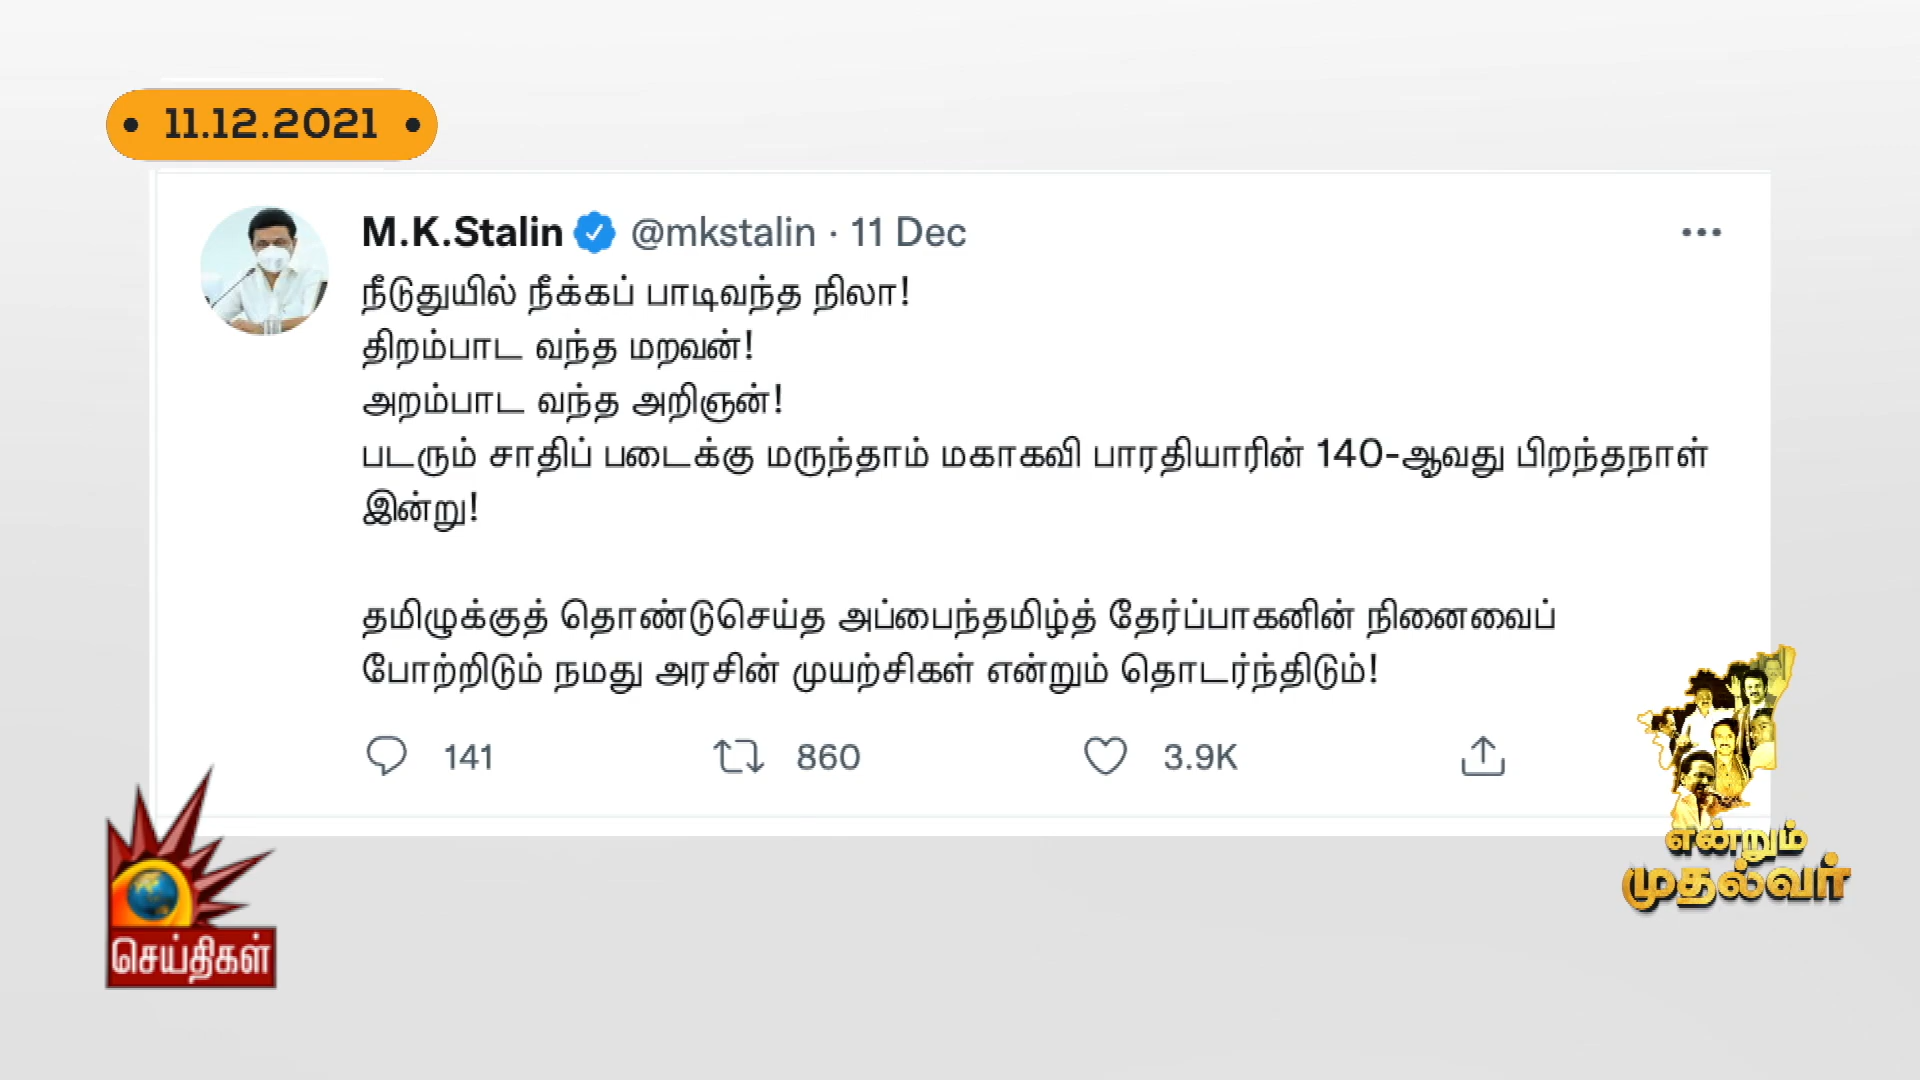 11.12.2021
M.K.Stalin @mkstalin · 11 Dec
நீடுதுயில் நீக்கப் பாடிவந்த நிலா!
திறம்பாட வந்த மறவன்!
அறம்பாட வந்த அறிஞன்!
படரும் சாதிப் படைக்கு மருந்தாம் மகாகவி பாரதியாரின் 140-ஆவது பிறந்தநாள்
இன்று!
தமிழுக்குத் தொண்டுசெய்த அப்பைந்தமிழ்த் தேர்ப்பாகனின் நினைவைப்
போற்றிடும் நமது அரசின் முயற்சிகள் என்றும் தொடர்ந்திடும்!
141 860 3.9K
என்றும்
முதல்வர்
செய்திகள்